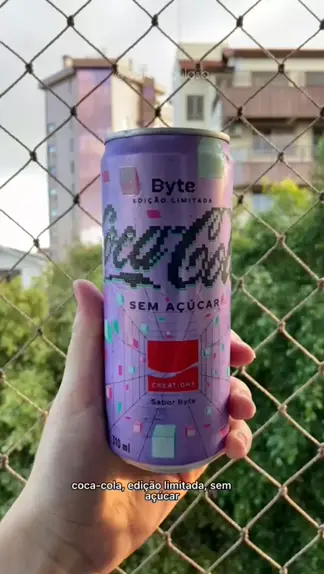 Byte
EDIÇÃO LIMITADA
Coca-Cola
SEM AÇÚCAR
CREATIONS
Sabor Byte
310 ml
coca-cola, edição limitada, sem
açúcar